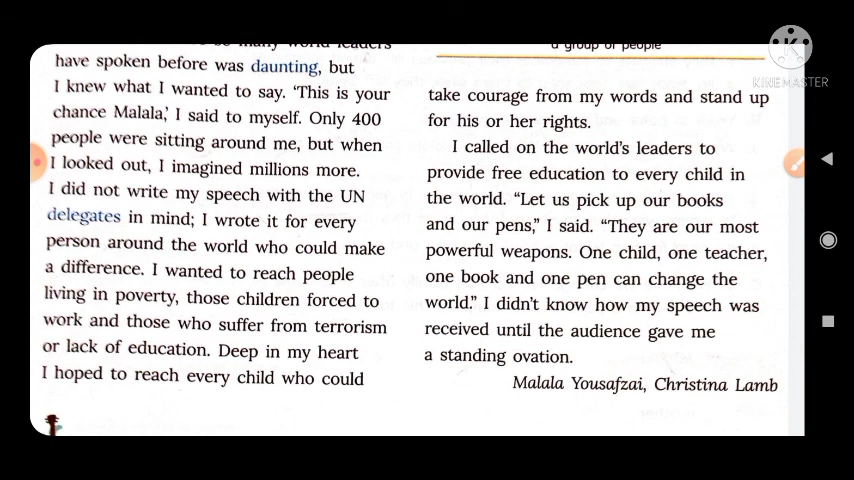 so many world leaders
have spoken before was daunting, but
I knew what I wanted to say. ‘This is your
chance Malala,’ I said to myself. Only 400
people were sitting around me, but when
I looked out, I imagined millions more.
I did not write my speech with the UN
delegates in mind; I wrote it for every
person around the world who could make
a difference. I wanted to reach people
living in poverty, those children forced to
work and those who suffer from terrorism
or lack of education. Deep in my heart
I hoped to reach every child who could
a group of people
take courage from my words and stand up
for his or her rights.
I called on the world’s leaders to
provide free education to every child in
the world. “Let us pick up our books
and our pens,” I said. “They are our most
powerful weapons. One child, one teacher,
one book and one pen can change the
world.” I didn’t know how my speech was
received until the audience gave me
a standing ovation.
Malala Yousafzai, Christina Lamb
KINEMASTER